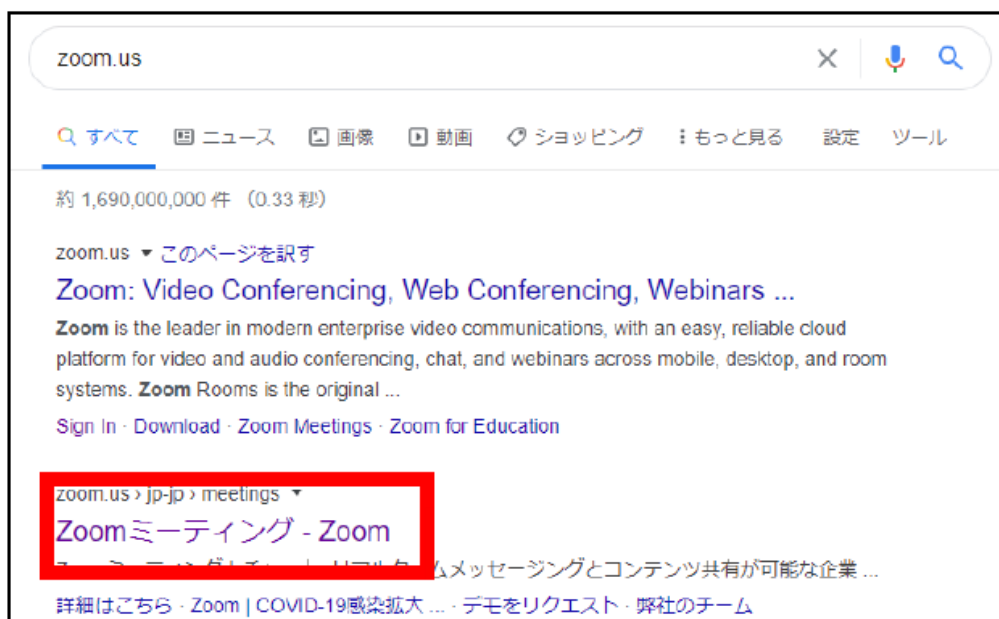 zoom.us
すべて ニュース 画像 動画 ショッピング もっと見る 設定 ツール
約 1,690,000,000 件 （0.33 秒）
zoom.us ▼ このページを訳す
Zoom: Video Conferencing, Web Conferencing, Webinars ...
Zoom is the leader in modern enterprise video communications, with an easy, reliable cloud
platform for video and audio conferencing, chat, and webinars across mobile, desktop, and room
systems. Zoom Rooms is the original ...
Sign In · Download · Zoom Meetings · Zoom for Education
zoom.us › jp-jp › meetings ▼
Zoomミーティング - Zoom
ムメッセージングとコンテンツ共有が可能な企業 ...
詳細はこちら · Zoom | COVID-19感染拡大 ... · デモをリクエスト · 弊社のチーム